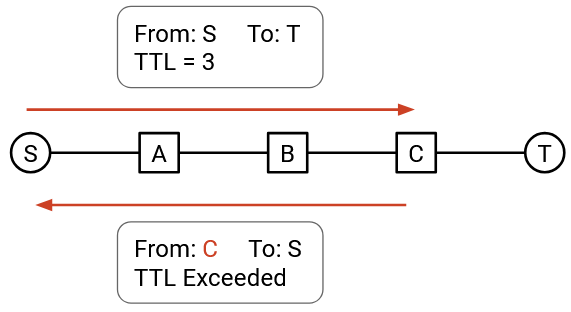 From: S To: T
TTL = 3
S A B C T
From: C To: S
TTL Exceeded